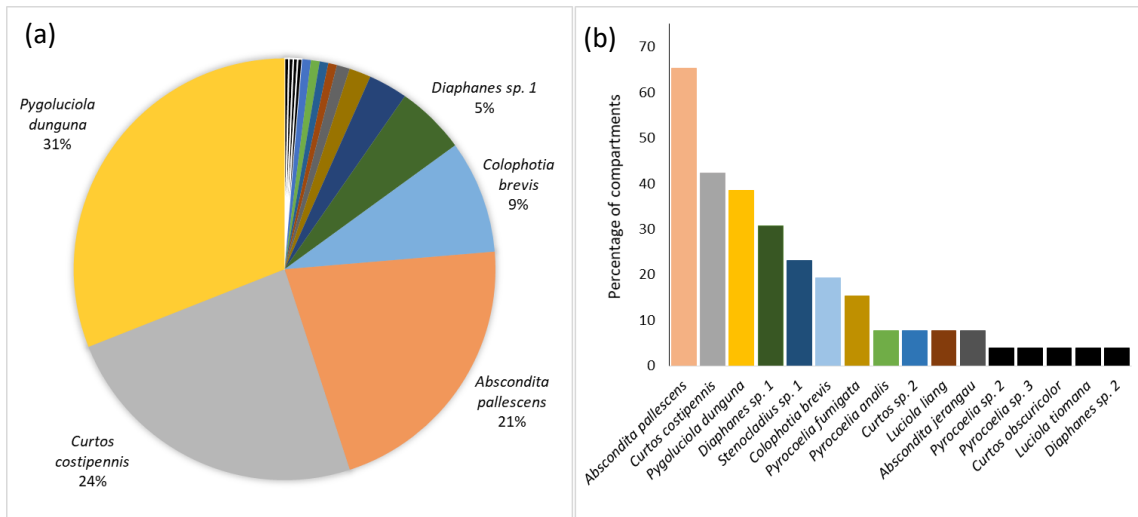 (a)
Pygoluciola
dunguna
31%
Diaphanes sp. 1
5%
Colophotia
brevis
9%
Abscondita
pallescens
21%
Curtos
costipennis
24%
(b)
Percentage of compartments
70
60
50
40
30
20
10
0
Abscondita pallescens
Curtos costipennis
Pygoluciola dunguna
Diaphanes sp. 1
Stenocladius sp. 1
Colophotia brevis
Pyrocoelia fumigata
Pyrocoelia analis
Curtos sp. 2
Luciola liang
Abscondita jerangau
Pyrocoelia sp. 2
Pyrocoelia sp. 3
Curtos obscuricolor
Luciola tiomana
Diaphanes sp. 2